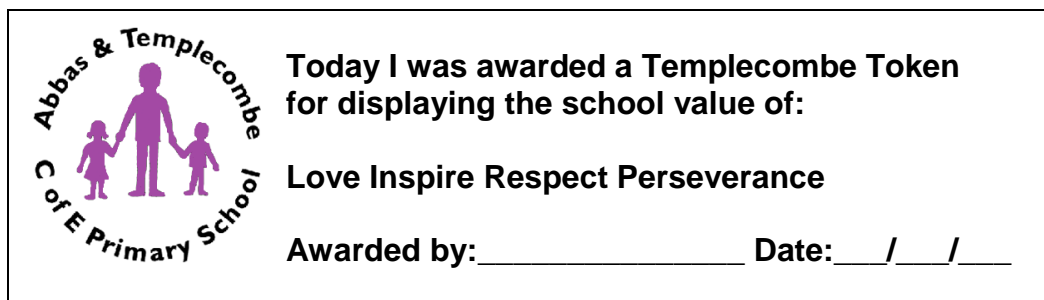 Abbas & Templecombe
C of E Primary School
Today I was awarded a Templecombe Token
for displaying the school value of:
Love Inspire Respect Perseverance
Awarded by:_______________ Date:___/___/___